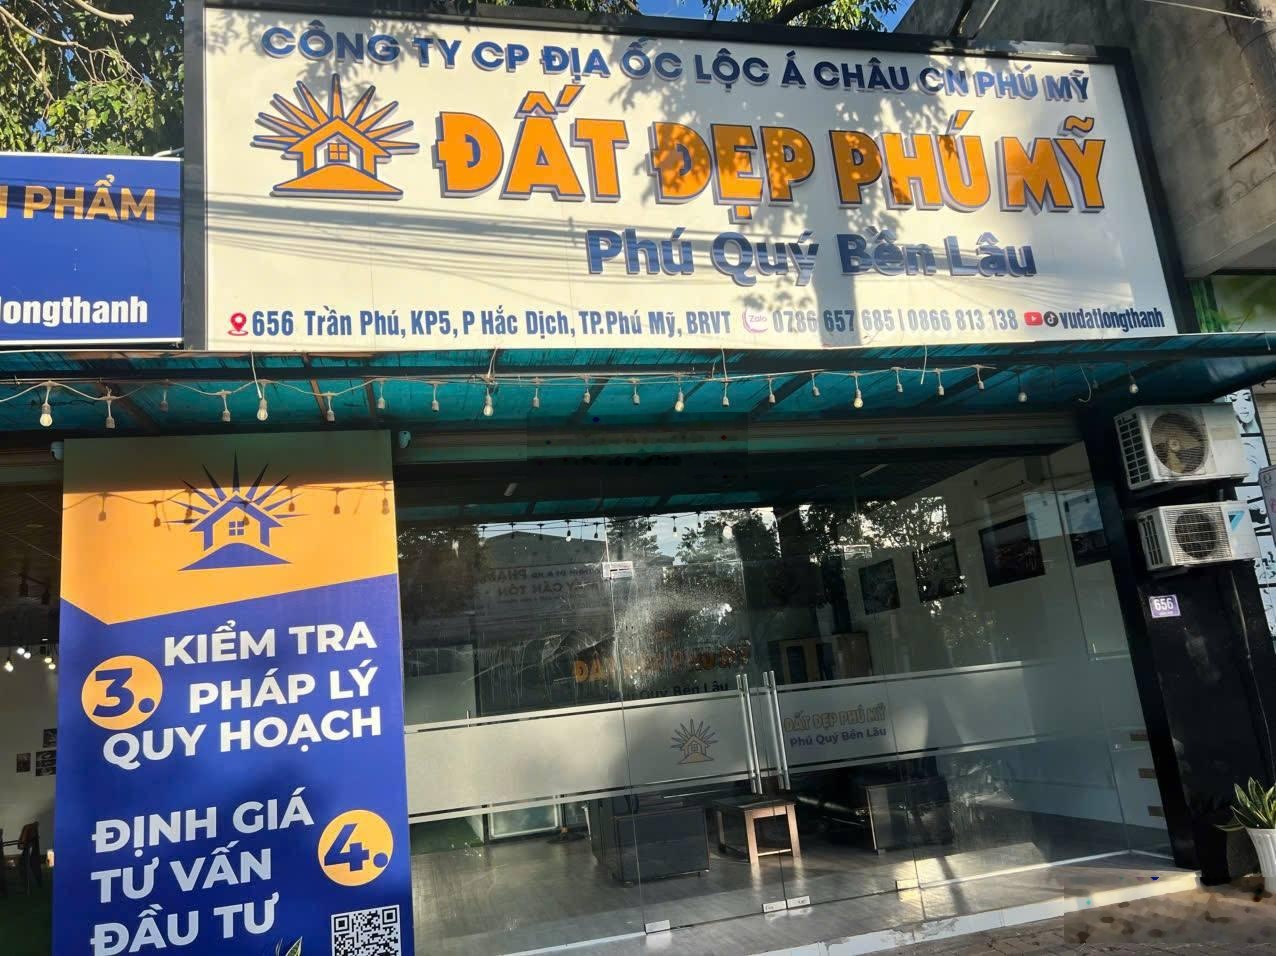 CÔNG TY CP ĐỊA ỐC LỘC Á CHÂU CN PHÚ MỸ
ĐẤT ĐẸP PHÚ MỸ
Phú Quý Bền Lâu
656 Trần Phú, KP5, P Hắc Dịch, TP.Phú Mỹ, BRVT Zalo 0786 657 685 | 0866 813 138 vudatlongthanh
PHẨM
longthanh
3. KIỂM TRA
PHÁP LÝ
QUY HOẠCH
4. ĐỊNH GIÁ
TƯ VẤN
ĐẦU TƯ
Quý Bền Lâu
ĐẤT ĐẸP PHÚ MỸ
Phú Quý Bền Lâu
656